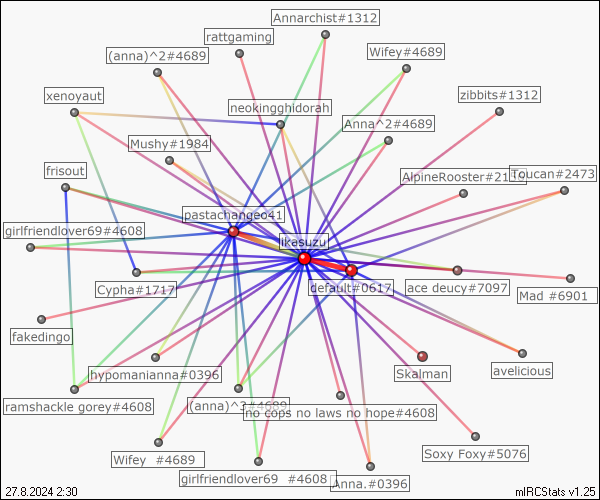 Annarchist#1312
rattgaming
(anna)^2#4689
Wifey#4689
xenoyaut
zibbits#1312
neokingghidorah
Anna^2#4689
Mushy#1984
frisout
AlpineRooster#21
Toucan#2473
pastachangeo41
girlfriendlover69#4608
likesuzu
Cypha#1717
default#0617
ace deucy#7097
Mad #6901
fakedingo
hypomanianna#0396
Skalman
avelicious
ramshackle gorey#4608
(anna)^3#4689
no cops no laws no hope#4608
Wifey  #4689
Soxy Foxy#5076
girlfriendlover69  #4608
Anna.#0396
27.8.2024 2:30
mIRCStats v1.25